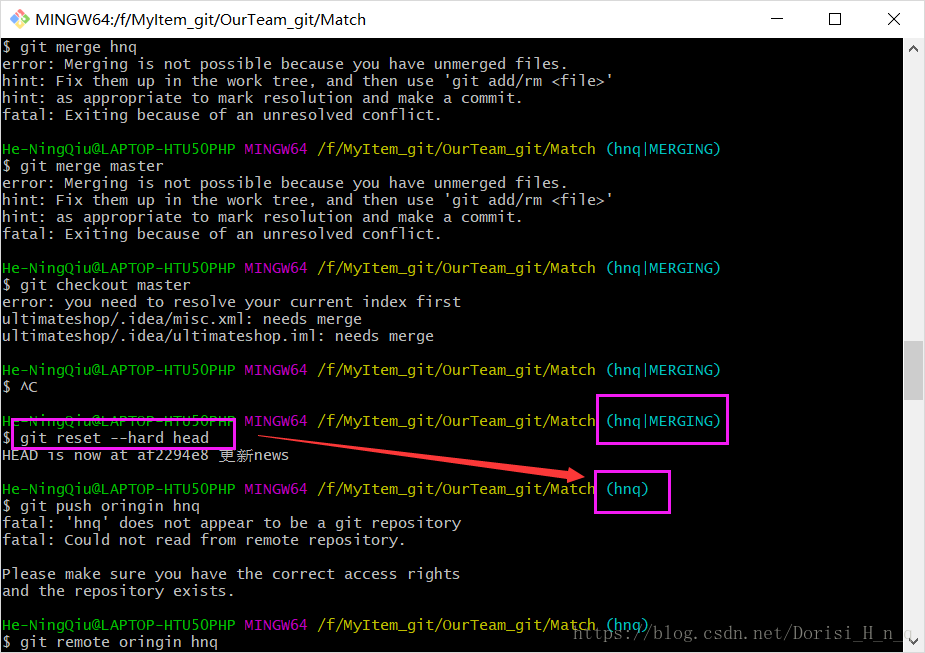 MINGW64:/f/MyItem_git/OurTeam_git/Match
$ git merge hnq
error: Merging is not possible because you have unmerged files.
hint: Fix them up in the work tree, and then use 'git add/rm <file>'
hint: as appropriate to mark resolution and make a commit.
fatal: Exiting because of an unresolved conflict.
He-NingQiu@LAPTOP-HTU5OPHP MINGW64 /f/MyItem_git/OurTeam_git/Match (hnq|MERGING)
$ git merge master
error: Merging is not possible because you have unmerged files.
hint: Fix them up in the work tree, and then use 'git add/rm <file>'
hint: as appropriate to mark resolution and make a commit.
fatal: Exiting because of an unresolved conflict.
He-NingQiu@LAPTOP-HTU5OPHP MINGW64 /f/MyItem_git/OurTeam_git/Match (hnq|MERGING)
$ git checkout master
error: you need to resolve your current index first
ultimateshop/.idea/misc.xml: needs merge
ultimateshop/.idea/ultimateshop.iml: needs merge
He-NingQiu@LAPTOP-HTU5OPHP MINGW64 /f/MyItem_git/OurTeam_git/Match (hnq|MERGING)
$ ^C
He-NingQiu@LAPTOP-HTU5OPHP MINGW64 /f/MyItem_git/OurTeam_git/Match (hnq|MERGING)
$ git reset --hard head
HEAD is now at af2294e8 更新news
He-NingQiu@LAPTOP-HTU5OPHP MINGW64 /f/MyItem_git/OurTeam_git/Match (hnq)
$ git push oringin hnq
fatal: 'hnq' does not appear to be a git repository
fatal: Could not read from remote repository.
Please make sure you have the correct access rights
and the repository exists.
He-NingQiu@LAPTOP-HTU5OPHP MINGW64 /f/MyItem_git/OurTeam_git/Match (hnq)
$ git remote oringin hnq
https://blog.csdn.net/Dorisi_H_n_q